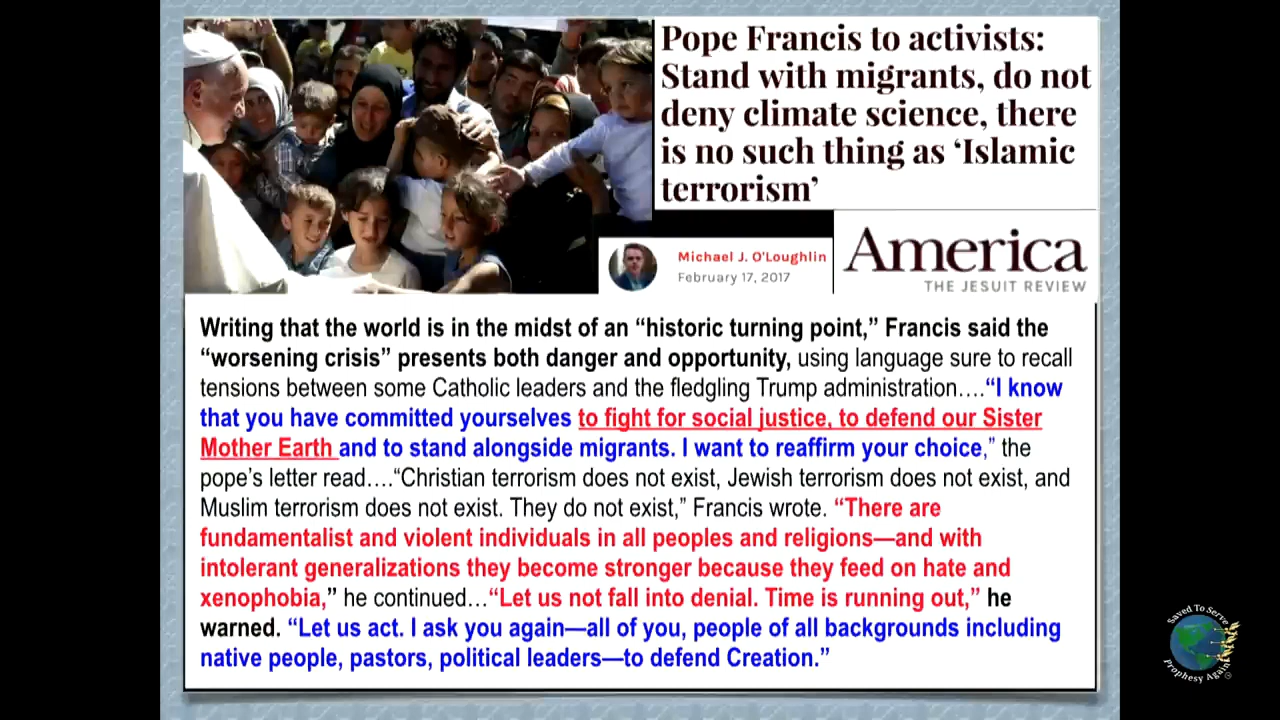 Pope Francis to activists:
Stand with migrants, do not
deny climate science, there
is no such thing as ‘Islamic
terrorism’
Michael J. O'Loughlin
February 17, 2017
America
THE JESUIT REVIEW
Writing that the world is in the midst of an “historic turning point,” Francis said the
“worsening crisis” presents both danger and opportunity, using language sure to recall
tensions between some Catholic leaders and the fledgling Trump administration….“I know
that you have committed yourselves to fight for social justice, to defend our Sister
Mother Earth and to stand alongside migrants. I want to reaffirm your choice,” the
pope’s letter read….“Christian terrorism does not exist, Jewish terrorism does not exist, and
Muslim terrorism does not exist. They do not exist,” Francis wrote. “There are
fundamentalist and violent individuals in all peoples and religions—and with
intolerant generalizations they become stronger because they feed on hate and
xenophobia,” he continued…“Let us not fall into denial. Time is running out,” he
warned. “Let us act. I ask you again—all of you, people of all backgrounds including
native people, pastors, political leaders—to defend Creation.”
Saved To Serve
Prophesy Again